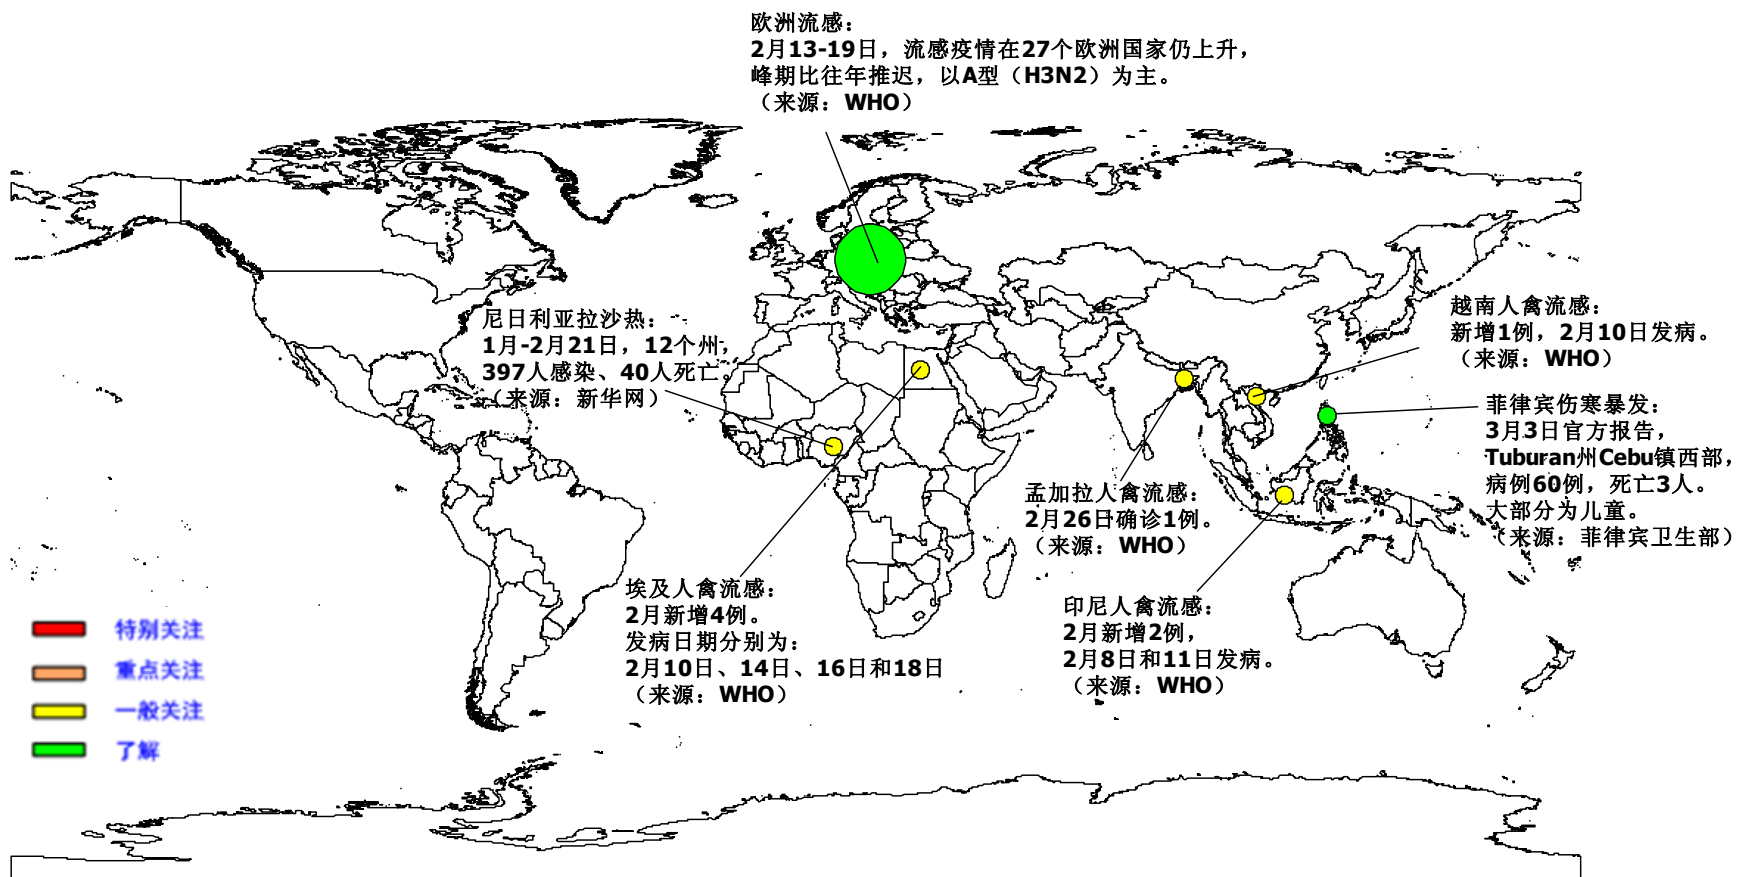 欧洲流感：
2月13-19日，流感疫情在27个欧洲国家仍上升，
峰期比往年推迟，以A型（H3N2）为主。
（来源：WHO）
尼日利亚拉沙热：
1月-2月21日，12个州，
397人感染、40人死亡。
（来源：新华网）
越南人禽流感：
新增1例，2月10日发病。
（来源：WHO）
菲律宾伤寒暴发：
3月3日官方报告，
Tuburan州Cebu镇西部，
病例60例，死亡3人。
大部分为儿童。
（来源：菲律宾卫生部）
孟加拉人禽流感：
2月26日确诊1例。
（来源：WHO）
埃及人禽流感：
2月新增4例。
发病日期分别为：
2月10日、14日、16日和18日
（来源：WHO）
印尼人禽流感：
2月新增2例，
2月8日和11日发病。
（来源：WHO）
特别关注
重点关注
一般关注
了解